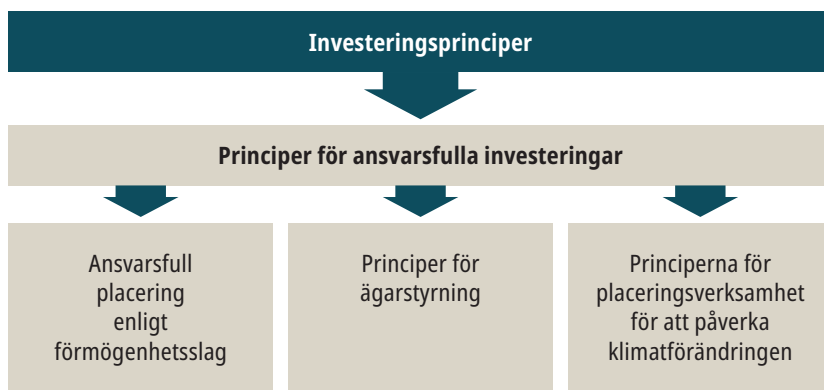 Investeringsprinciper
Principer för ansvarsfulla investeringar
Ansvarsfull
placering
enligt
förmögenhetsslag
Principer för
ägarstyrning
Principerna för
placeringsverksamhet
för att påverka
klimatförändringen